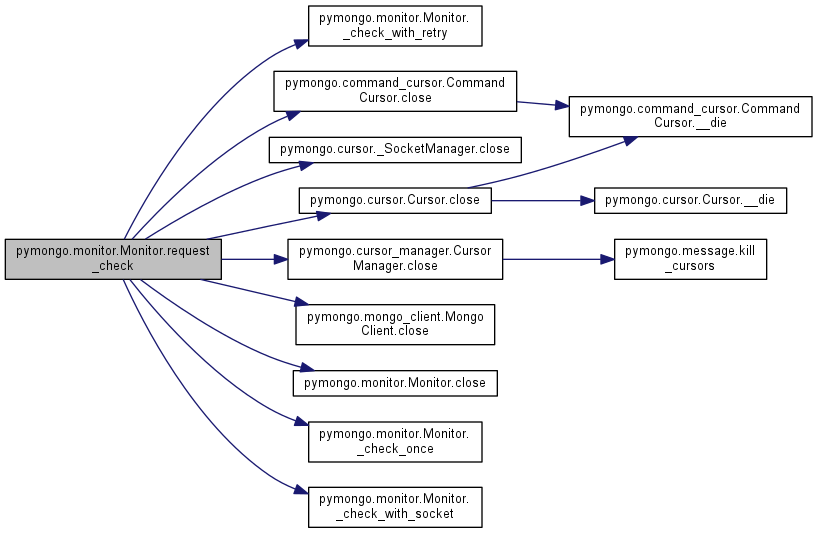 pymongo.monitor.Monitor.
_check_with_retry
pymongo.command_cursor.Command
Cursor.close
pymongo.command_cursor.Command
Cursor.__die
pymongo.cursor._SocketManager.close
pymongo.cursor.Cursor.close
pymongo.cursor.Cursor.__die
pymongo.monitor.Monitor.request
_check
pymongo.cursor_manager.Cursor
Manager.close
pymongo.message.kill
_cursors
pymongo.mongo_client.Mongo
Client.close
pymongo.monitor.Monitor.close
pymongo.monitor.Monitor.
_check_once
pymongo.monitor.Monitor.
_check_with_socket